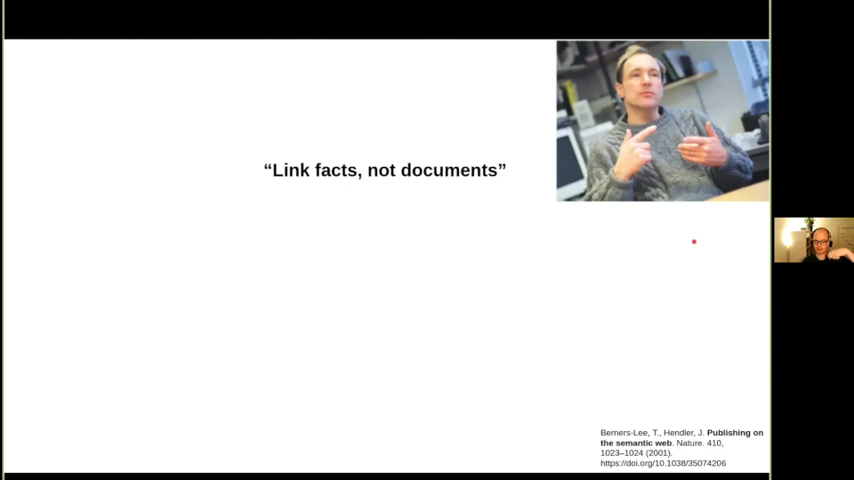 “Link facts, not documents”
Berners-Lee, T., Hendler, J. Publishing on
the semantic web. Nature. 410,
1023–1024 (2001).
https://doi.org/10.1038/35074206